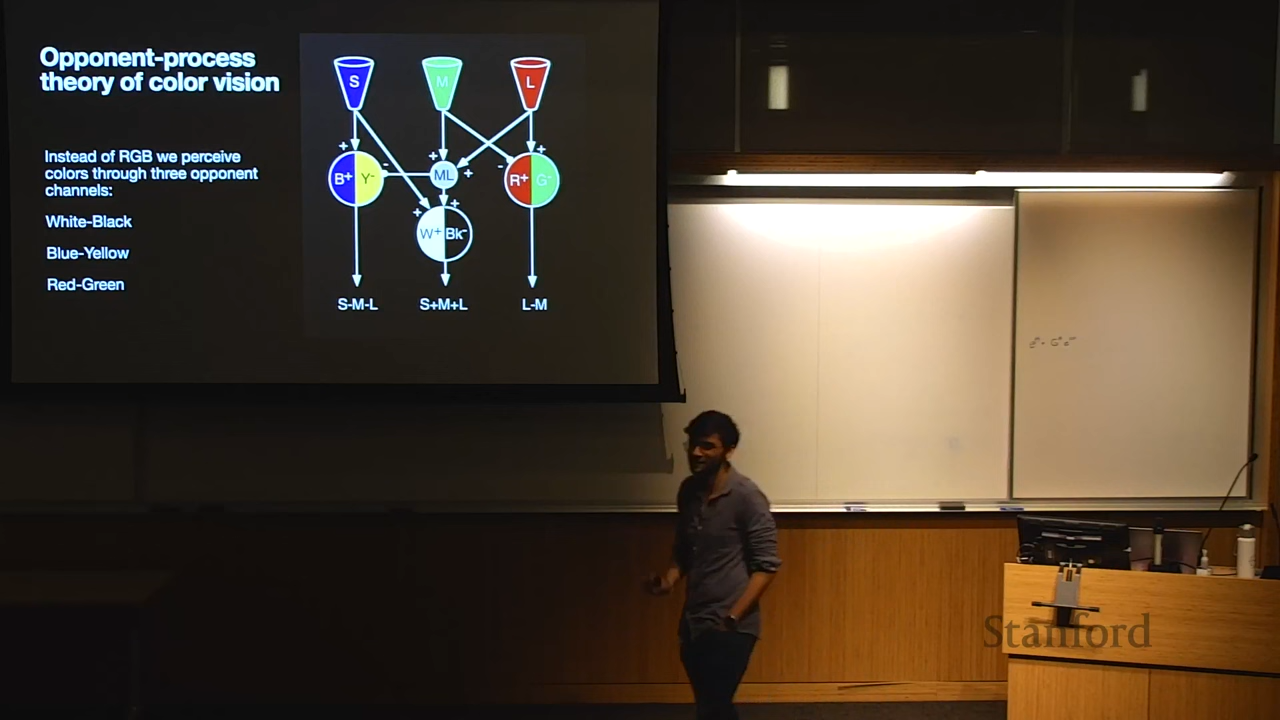 Opponent-process
theory of color vision
Instead of RGB we perceive
colors through three opponent
channels:
White-Black
Blue-Yellow
Red-Green
S M L
+ + +
B+ Y- - ML + - R+ G-
+ +
W+ Bk-
S-M-L S+M+L L-M
Stanford